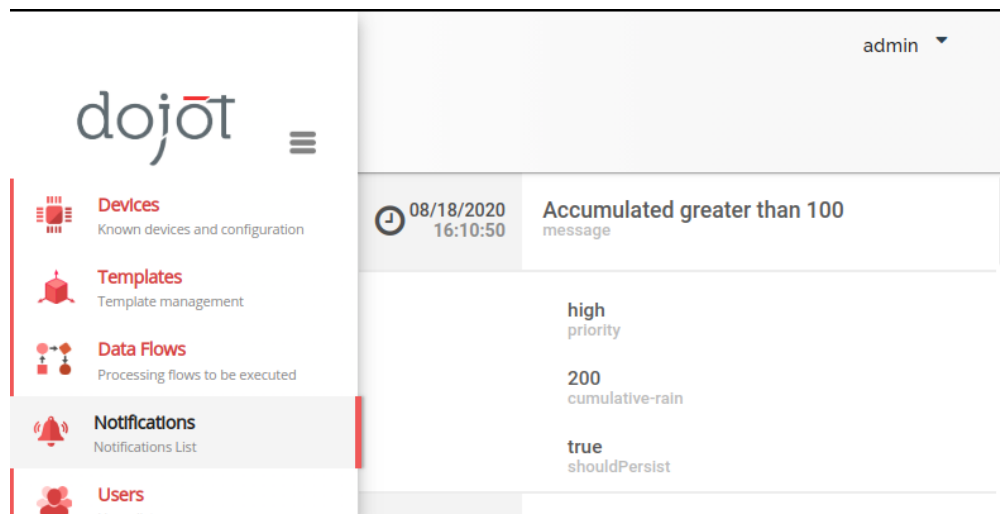 admin
dojot
Devices
Known devices and configuration
Templates
Template management
Data Flows
Processing flows to be executed
Notifications
Notifications List
Users
08/18/2020
16:10:50
Accumulated greater than 100
message
high
priority
200
cumulative-rain
true
shouldPersist